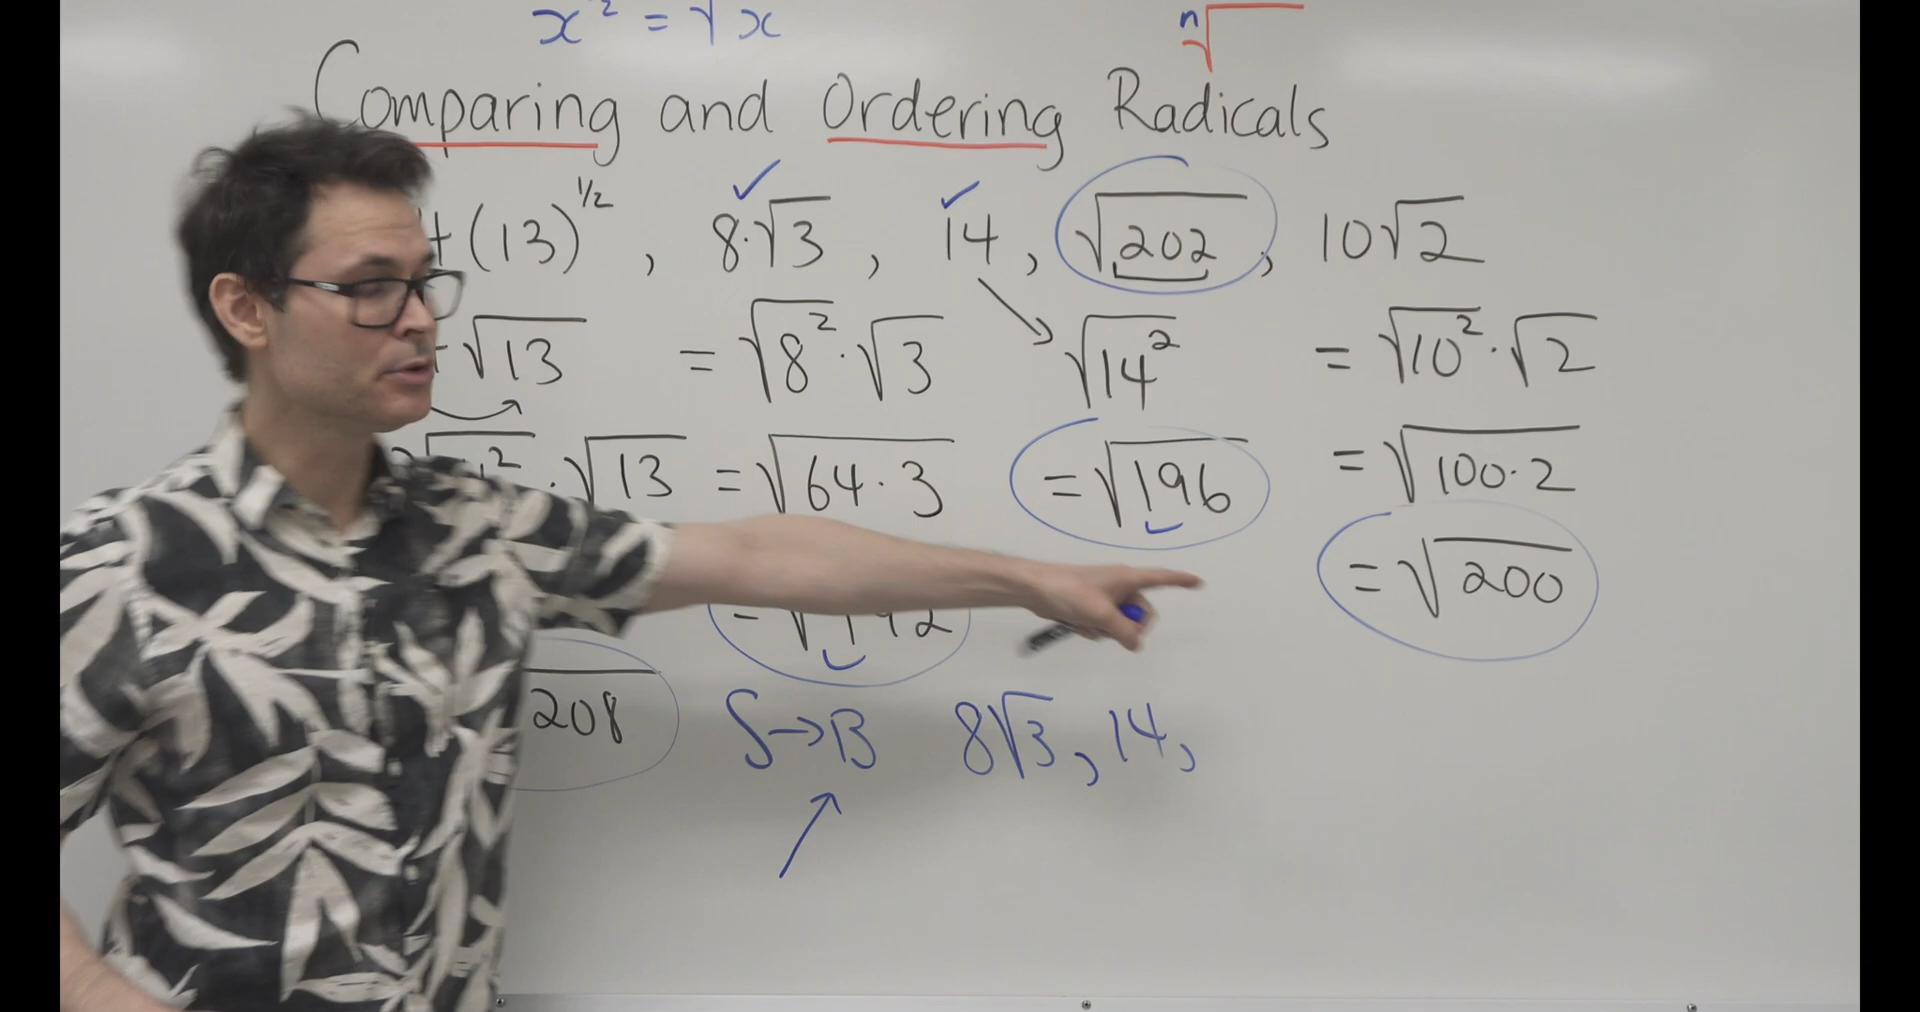 x² = √x
ⁿ√
Comparing and Ordering Radicals
(13)^1/2 , 8·√3 , 14 , √202 , 10√2
√13 = √8² · √3 √14² = √10² · √2
² · √13 = √64·3 = √196 = √100·2
= √192 = √200
208 S→B 8√3 , 14 ,